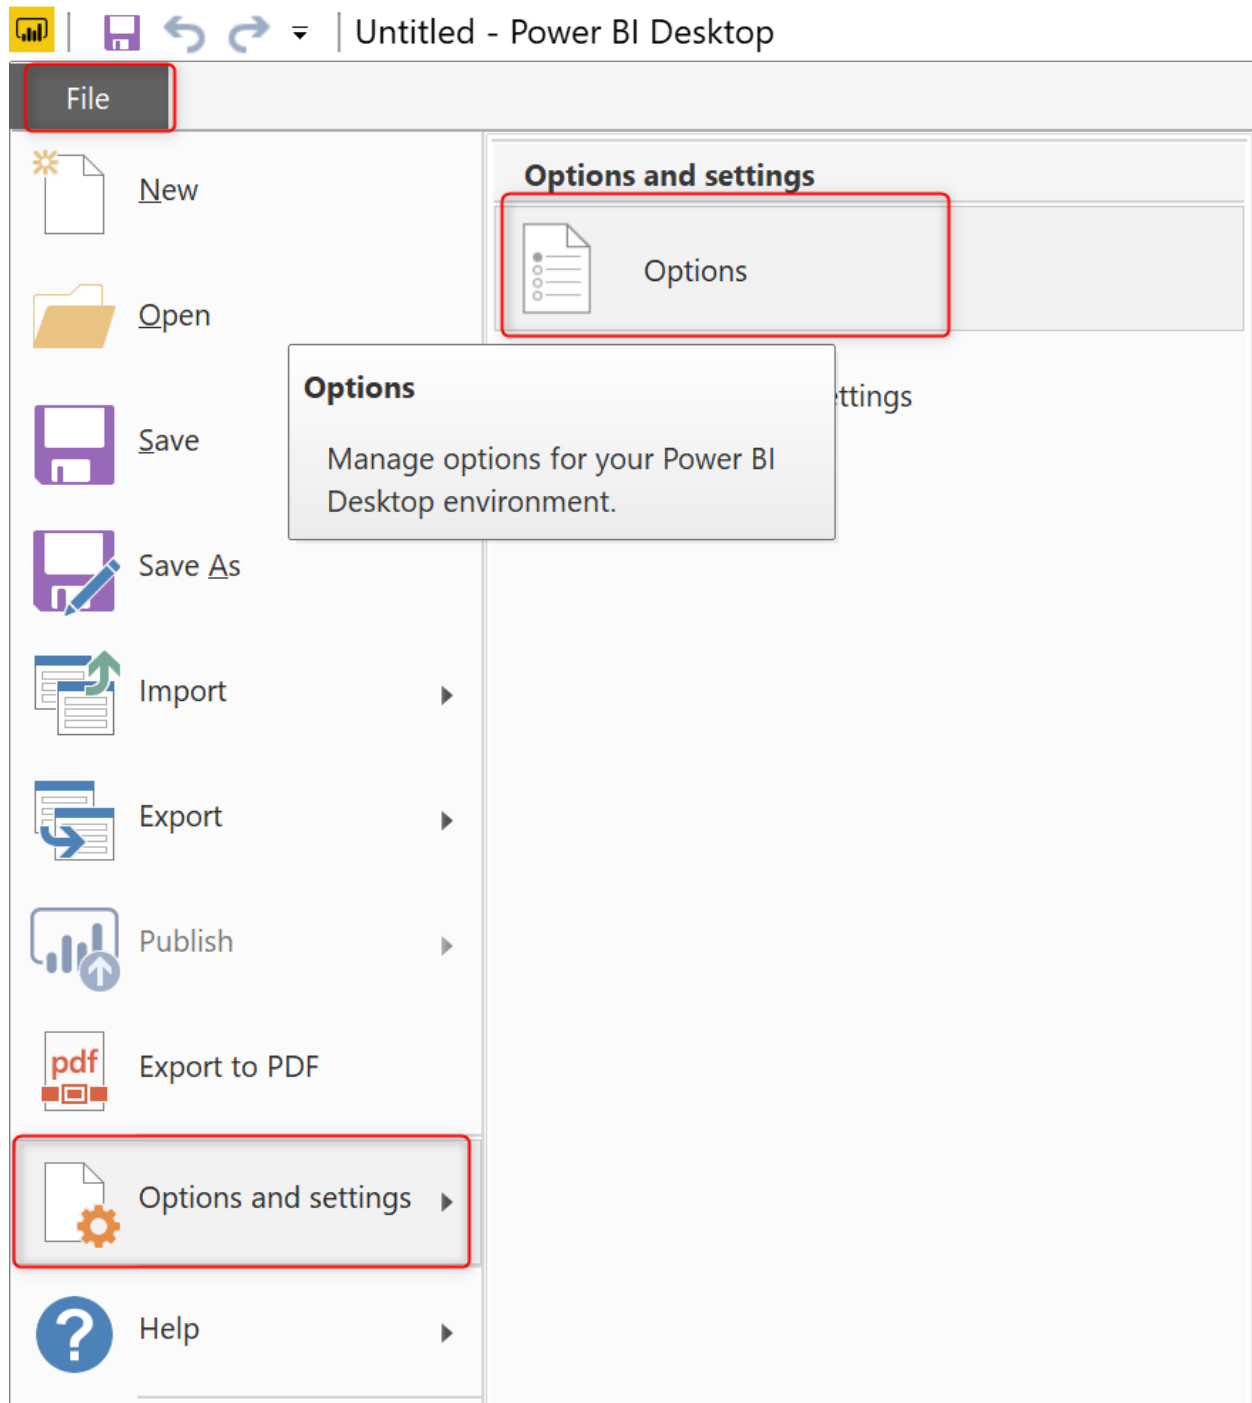 Untitled - Power BI Desktop
File
New
Open
Save
Save As
Import
Export
Publish
pdf
Export to PDF
Options and settings
Help
Options and settings
Options
ttings
Options
Manage options for your Power BI
Desktop environment.